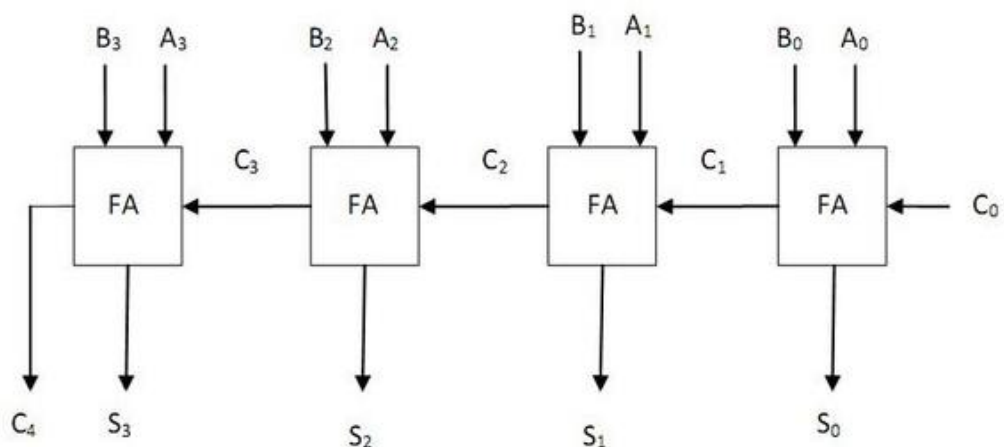 B₃ A₃ B₂ A₂ B₁ A₁ B₀ A₀
C₃ C₂ C₁
FA FA FA FA C₀
C₄ S₃ S₂ S₁ S₀